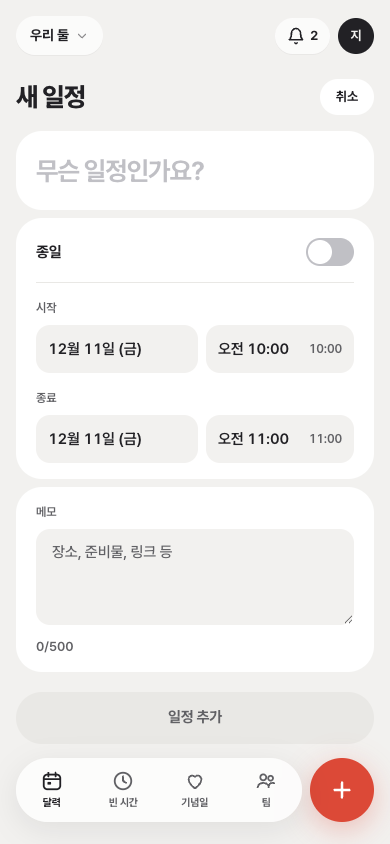 우리 둘
2
지
새 일정
취소
무슨 일정인가요?
종일
시작
12월 11일 (금)
오전 10:00
10:00
종료
12월 11일 (금)
오전 11:00
11:00
메모
장소, 준비물, 링크 등
0/500
일정 추가
달력
빈 시간
기념일
팀